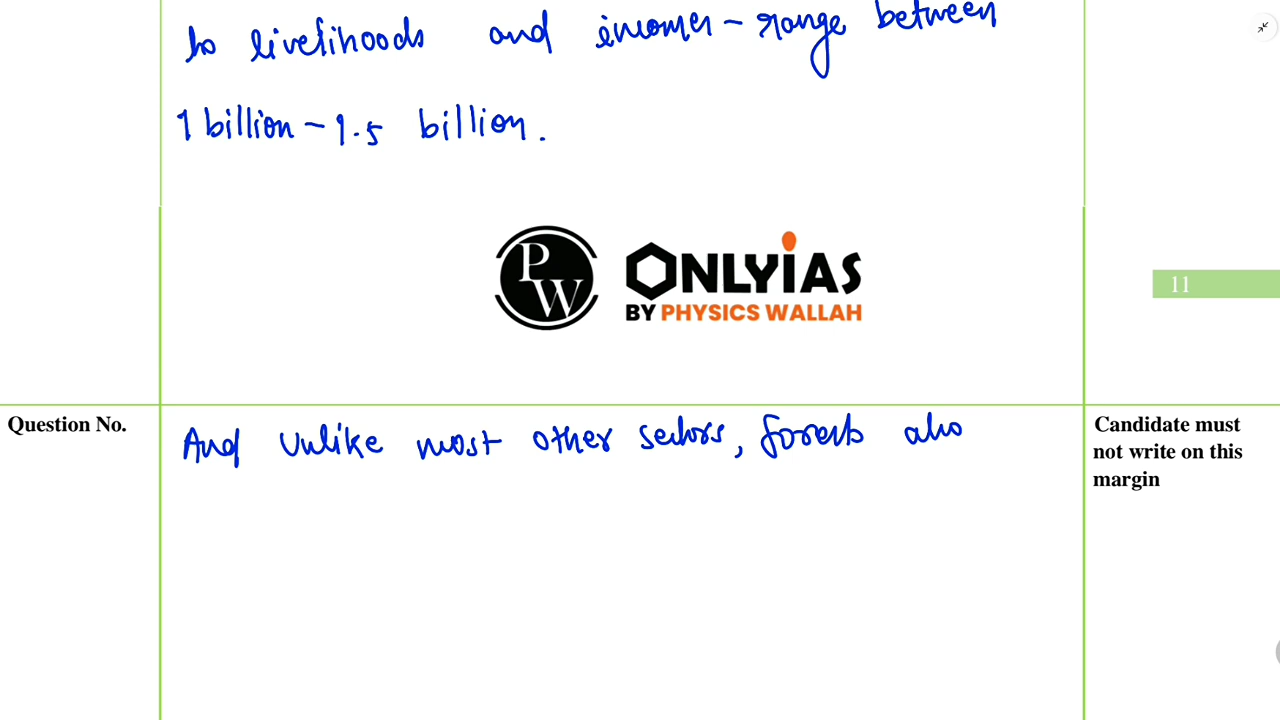 to livelihoods and incomes - range between
1 billion - 1.5 billion.
PW
ONLYIAS
BY PHYSICS WALLAH
11
Question No.
And unlike most other sectors, forests also
Candidate must
not write on this
margin